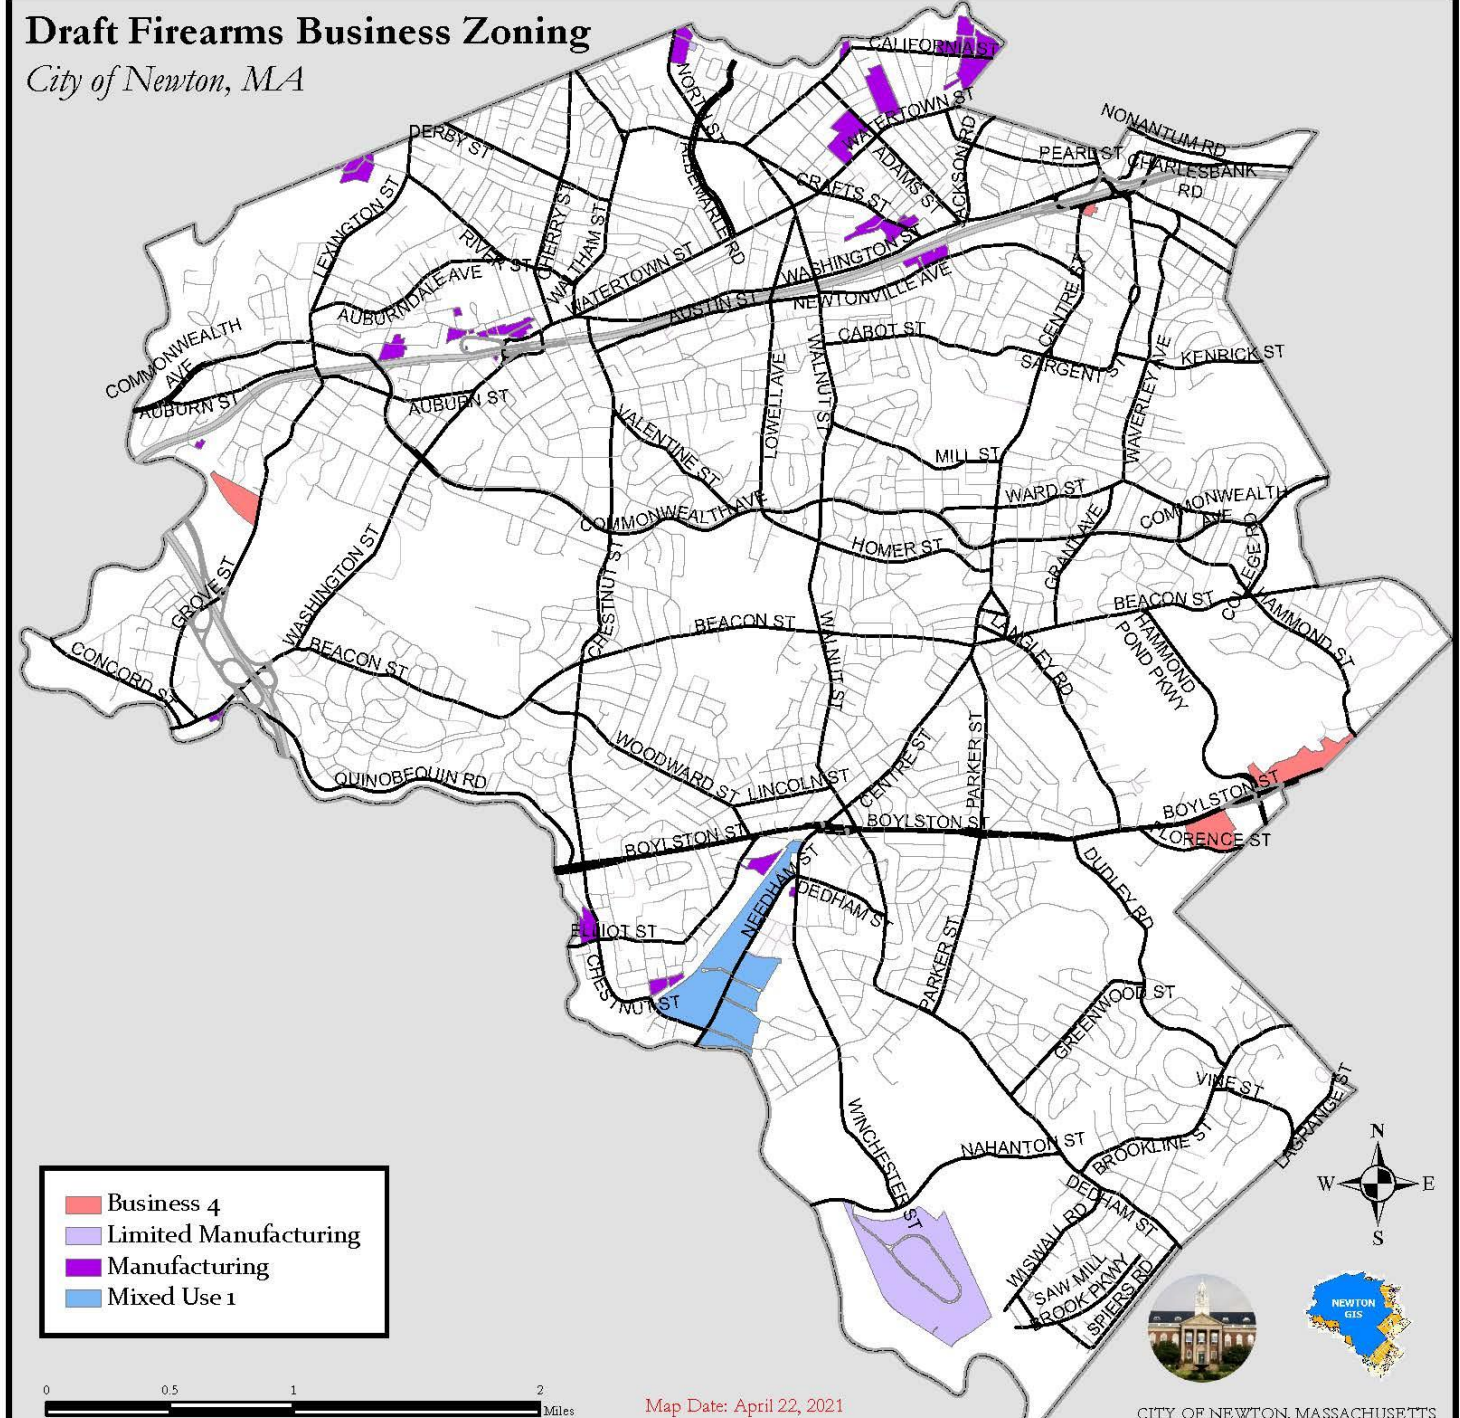 Draft Firearms Business Zoning
City of Newton, MA
CALIFORNIA ST
NORTH ST
WATERTOWN ST
NONANTUM RD
DERBY ST
ALBEMARLE RD
ADAMS ST
JACKSON RD
PEARL ST
CHARLESBANK
RD
CRAFTS ST
LEXINGTON ST
CHERRY ST
WALTHAM ST
RIVER ST
AUBURNDALE AVE
WATERTOWN ST
WASHINGTON ST
NEWTONVILLE AVE
AUSTIN ST
CENTRE ST
CABOT ST
SARGENT ST
KENRICK ST
WAVERLEY AVE
COMMONWEALTH
AVE
AUBURN ST
AUBURN ST
VALENTINE ST
LOWELL AVE
WALNUT ST
MILL ST
WARD ST
COMMONWEALTH AVE
COMMONWEALTH
AVE
HOMER ST
GRANT AVE
COLLEGE RD
GROVE ST
WASHINGTON ST
CHESTNUT ST
BEACON ST
BEACON ST
BEACON ST
HAMMOND ST
HAMMOND
POND PKWY
LANGLEY RD
WALNUT ST
CONCORD ST
QUINOBEQUIN RD
WOODWARD ST
LINCOLN ST
CENTRE ST
PARKER ST
BOYLSTON ST
BOYLSTON ST
BOYLSTON ST
FLORENCE ST
NEEDHAM ST
DEDHAM ST
DUDLEY RD
ELLIOT ST
CHESTNUT ST
PARKER ST
GREENWOOD ST
VINE ST
LAGRANGE ST
WINCHESTER ST
NAHANTON ST
BROOKLINE ST
DEDHAM ST
WISWALL RD
SAW MILL
BROOK PKWY
SPIERS RD
Business 4
Limited Manufacturing
Manufacturing
Mixed Use 1
N
W E
S
NEWTON
GIS
0 0.5 1 2
Miles
Map Date: April 22, 2021
CITY OF NEWTON, MASSACHUSETTS